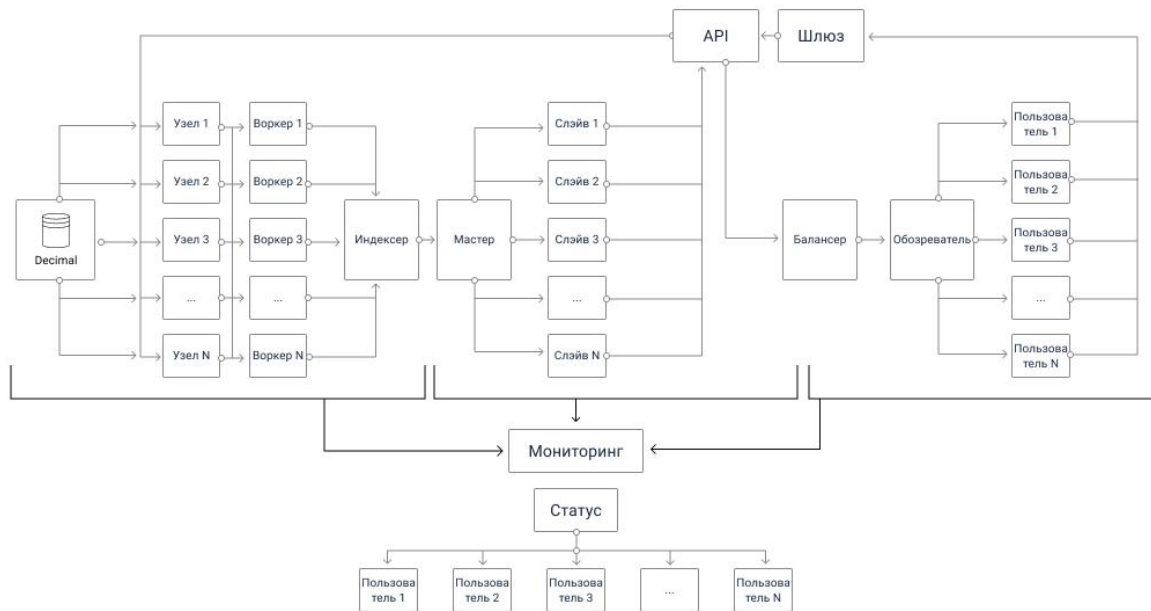 API
Шлюз
Узел 1
Воркер 1
Слэйв 1
Пользова
тель 1
Узел 2
Воркер 2
Слэйв 2
Пользова
тель 2
Decimal
Узел 3
Воркер 3
Индексер
Мастер
Слэйв 3
Балансер
Обозреватель
Пользова
тель 3
...
...
...
...
Узел N
Воркер N
Слэйв N
Пользова
тель N
Мониторинг
Статус
Пользова
тель 1
Пользова
тель 2
Пользова
тель 3
...
Пользова
тель N